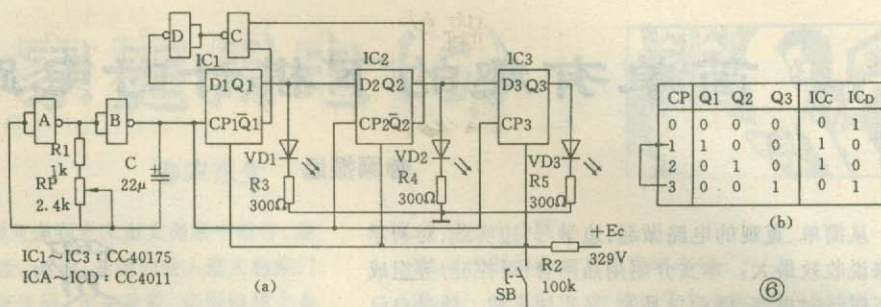 D
C
IC1
IC2
IC3
D1 Q1
D2 Q2
D3 Q3
CP1 Q̄1
CP2 Q̄2
CP3
A
B
R1
1k
RP
2.4k
C
22μ
VD1
R3
300Ω
VD2
R4
300Ω
VD3
R5
300Ω
+Ec
329V
R2
100k
SB
IC1~IC3:CC40175
ICA~ICD:CC4011
(a)
CP Q1 Q2 Q3 ICC ICD
0 0 0 0 0 1
1 1 0 0 1 0
2 0 1 0 1 0
3 0 0 1 0 1
(b)
⑥